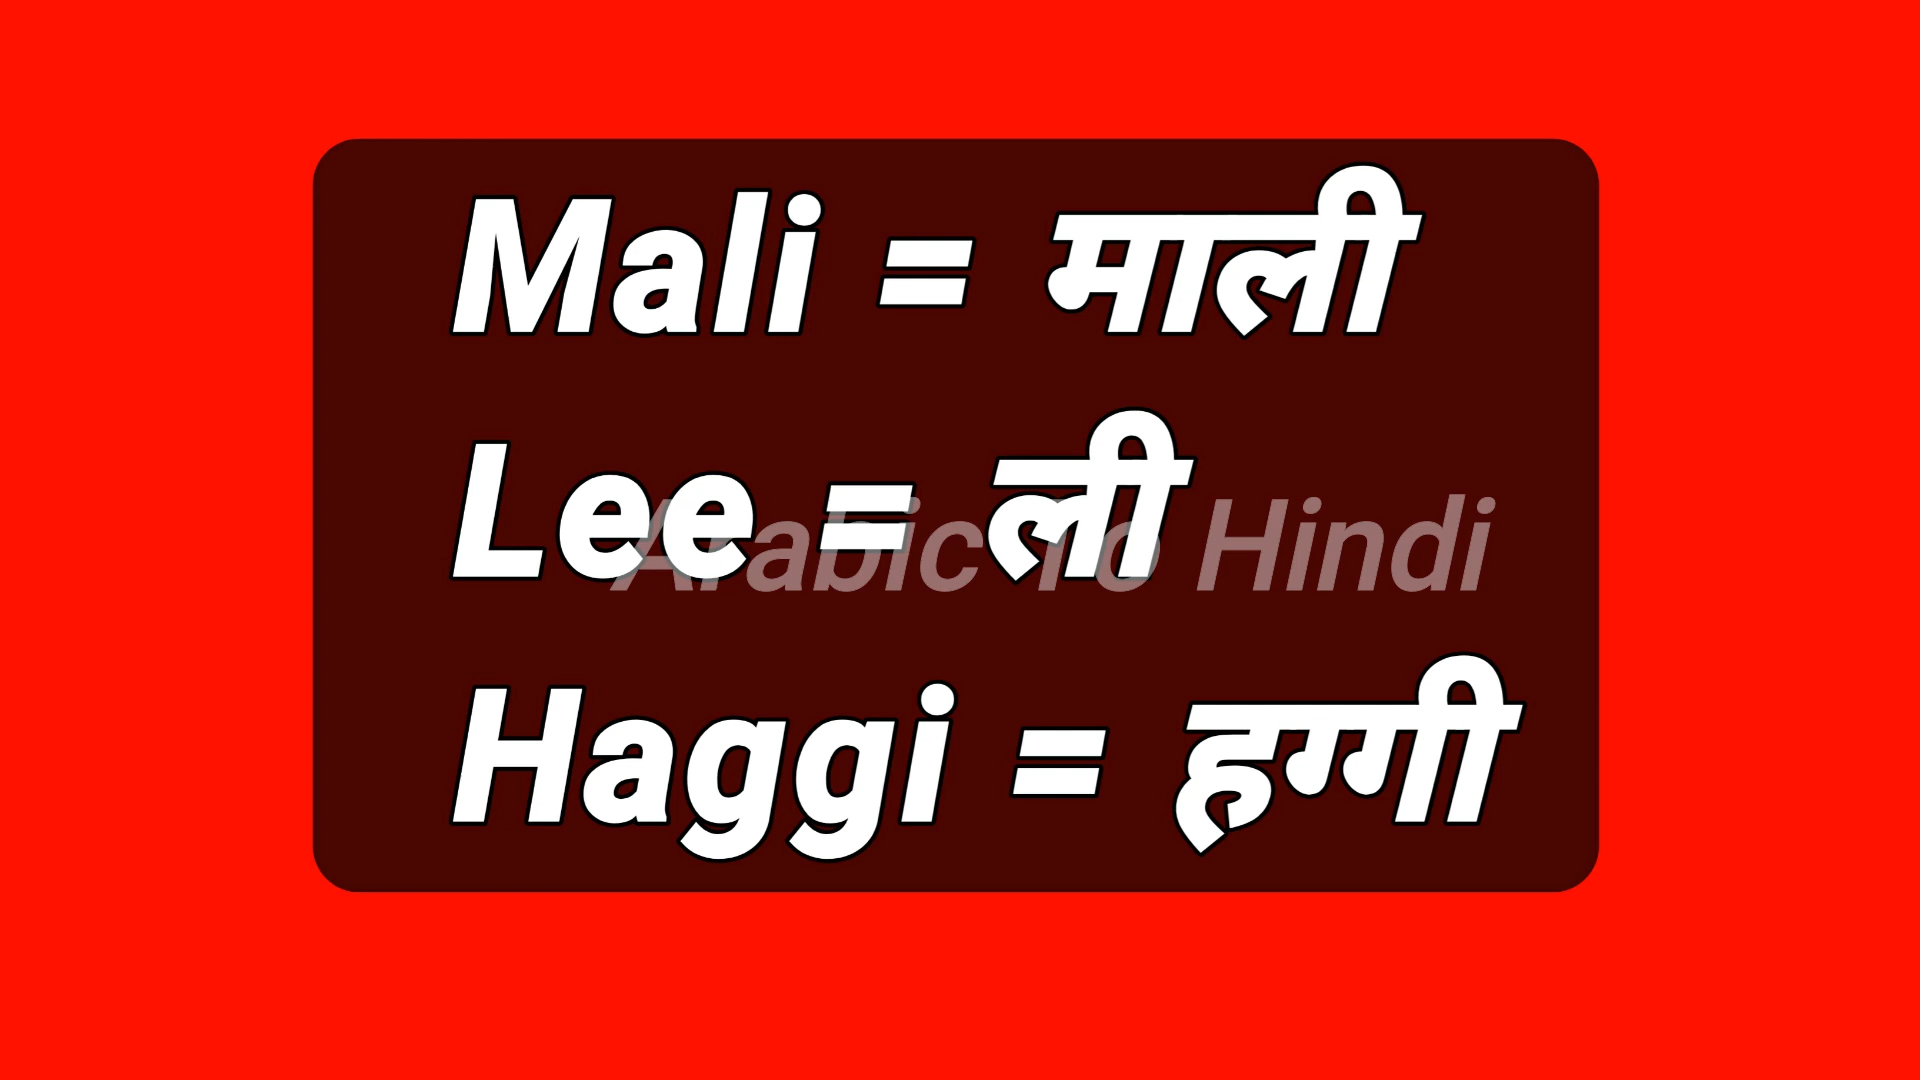 Mali = माली
Lee = ली
Arabic To Hindi
Haggi = हग्गी